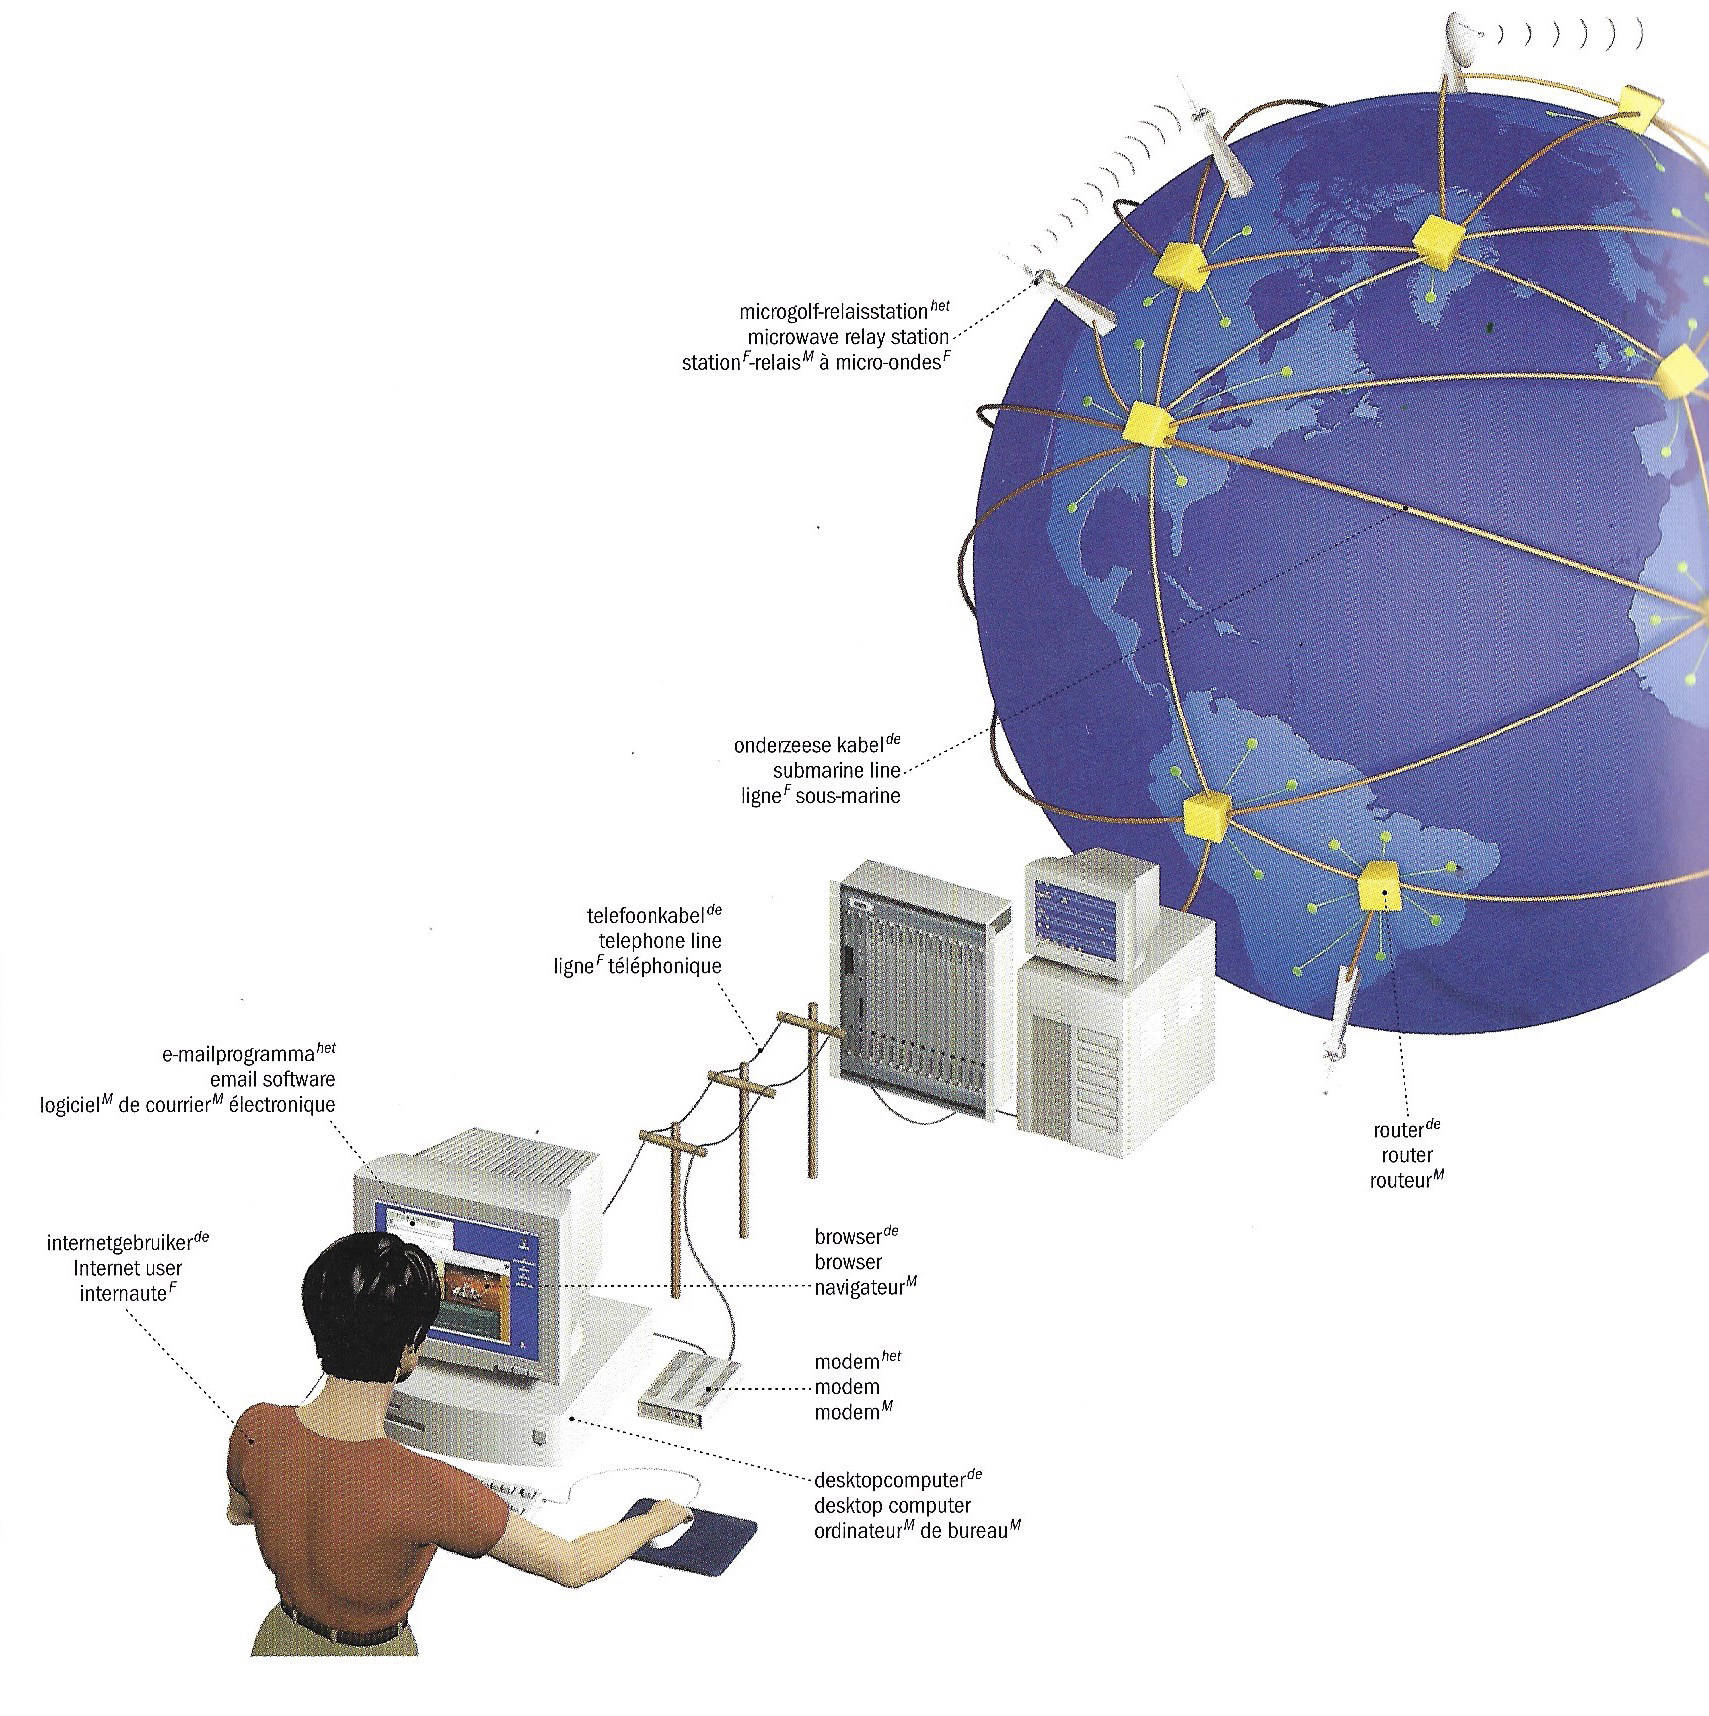 microgolf-relaisstation het
microwave relay station
station F-relais M à micro-ondes F
onderzeese kabel de
submarine line
ligne F sous-marine
telefoonkabel de
telephone line
ligne F téléphonique
e-mailprogramma het
email software
logiciel M de courrier M électronique
router de
router
routeur M
internetgebruiker de
Internet user
internaute F
browser de
browser
navigateur M
modem het
modem
modem M
desktopcomputer de
desktop computer
ordinateur M de bureau M